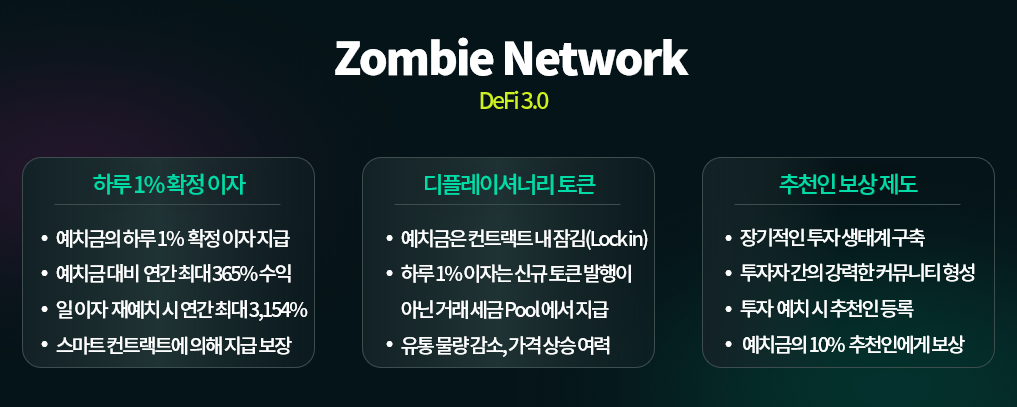 Zombie Network
DeFi 3.0
하루 1% 확정 이자
• 예치금의 하루 1% 확정 이자 지급
• 예치금 대비 연간 최대 365% 수익
• 일 이자 재예치 시 연간 최대 3,154%
• 스마트 컨트랙트에 의해 지급 보장
디플레이셔너리 토큰
• 예치금은 컨트랙트 내 잠김(Lock in)
• 하루 1% 이자는 신규 토큰 발행이
아닌 거래 세금 Pool 에서 지급
• 유통 물량 감소, 가격 상승 여력
추천인 보상 제도
• 장기적인 투자 생태계 구축
• 투자자 간의 강력한 커뮤니티 형성
• 투자 예치 시 추천인 등록
• 예치금의 10% 추천인에게 보상